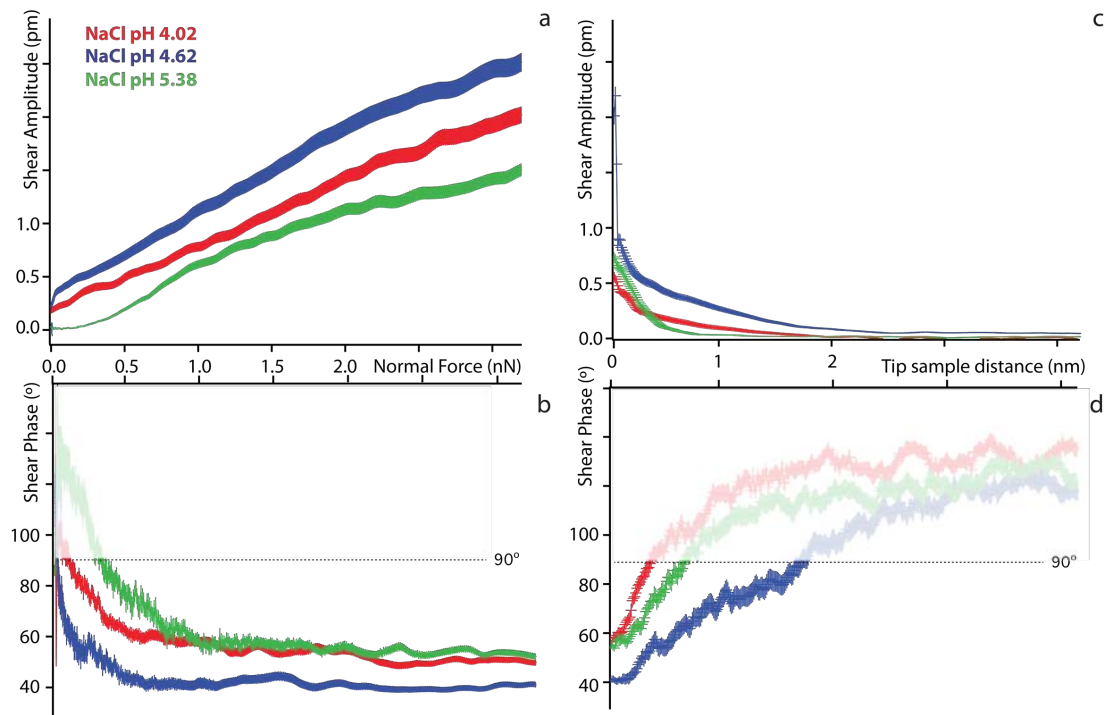 a
NaCl pH 4.02
NaCl pH 4.62
NaCl pH 5.38
Shear Amplitude (pm)
1.0
0.5
0.0
0.0 0.5 1.0 1.5 2.0 Normal Force (nN)
b
Shear Phase (º)
100
80
60
40
90º
c
Shear Amplitude (pm)
1.0
0.5
0.0
0 1 2 Tip sample distance (nm)
d
Shear Phase (º)
100
80
60
40
90º